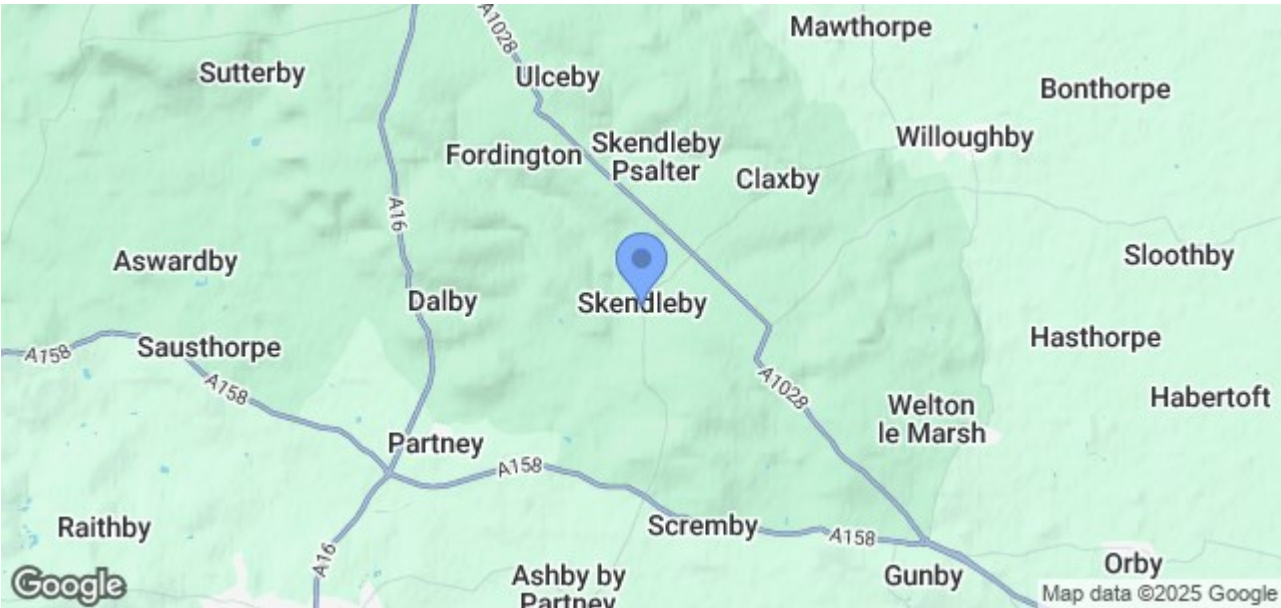 Mawthorpe
A1028
Sutterby
Ulceby
Bonthorpe
Willoughby
Skendleby
Psalter
Fordington
Claxby
A16
Aswardby
Sloothby
Dalby
Skendleby
Hasthorpe
Sausthorpe
A158
A158
A1028
Habertoft
Welton
le Marsh
Partney
A158
Raithby
Scremby
A158
A16
Orby
Ashby by
Partney
Gunby
Google
Map data ©2025 Google